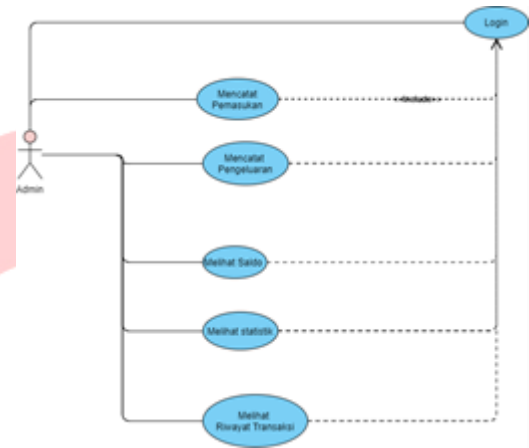 Login
Mencatat
Pemasukan
<<Include>>
Mencatat
Pengeluaran
Admin
Melihat Saldo
Melihat statistik
Melihat
Riwayat Transaksi